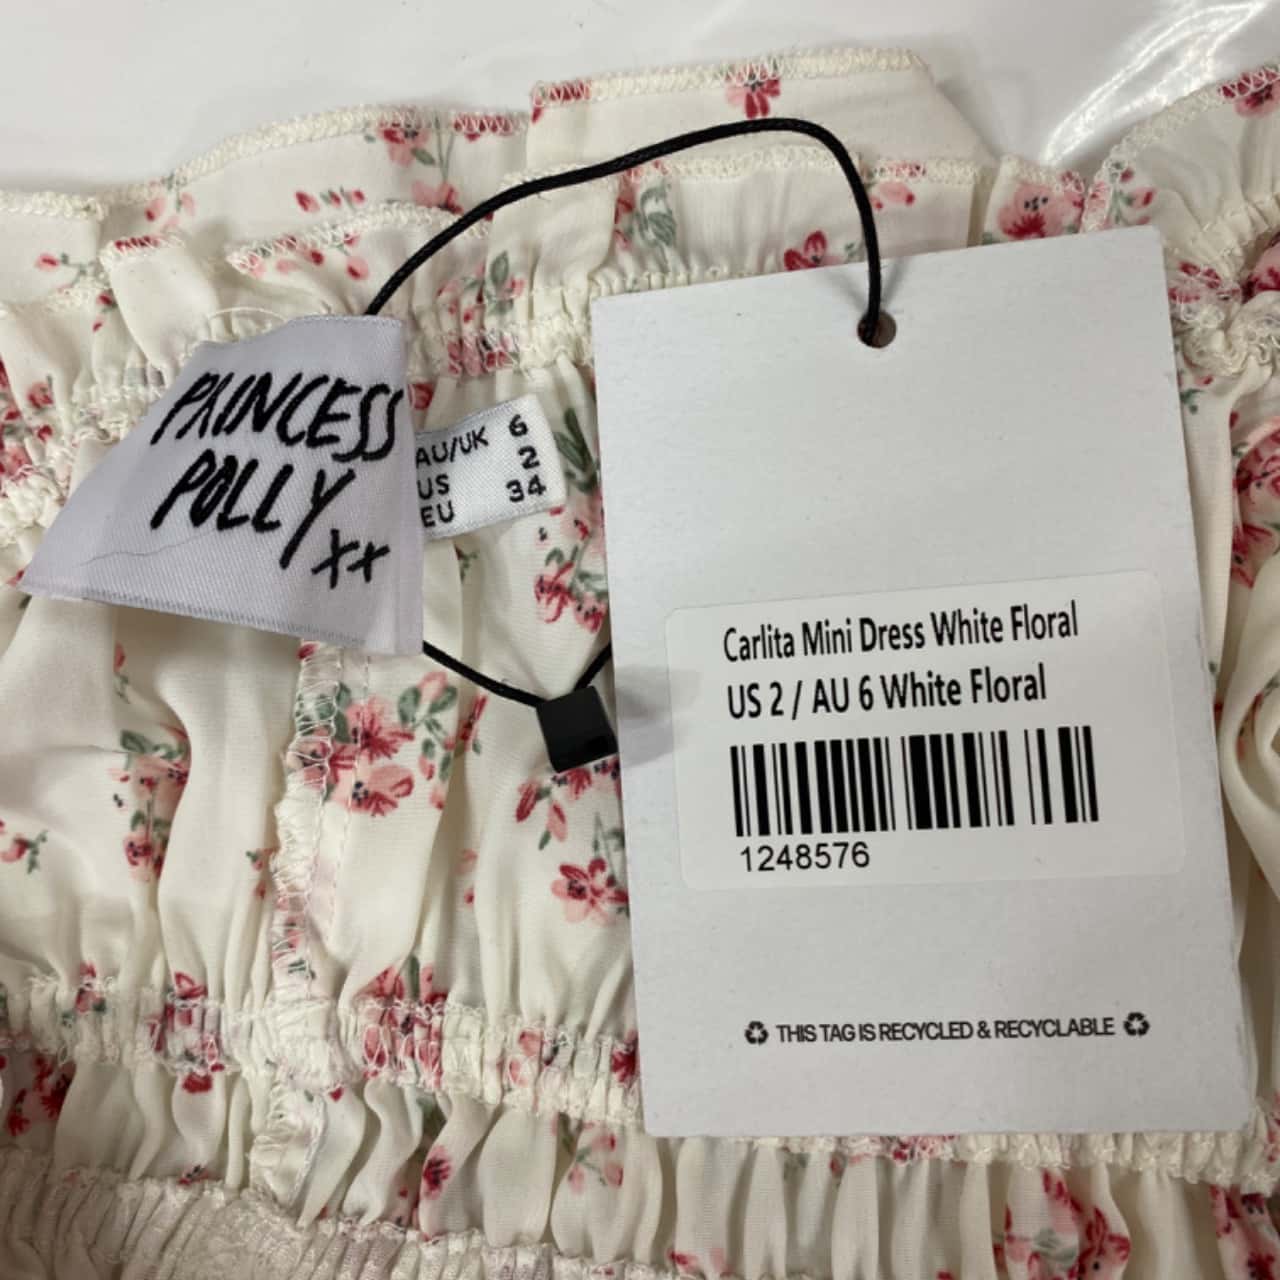 PRINCESS
POLLY
xx
AU/UK 6
US 2
EU 34
Carlita Mini Dress White Floral
US 2 / AU 6 White Floral
1248576
♻ THIS TAG IS RECYCLED & RECYCLABLE ♻